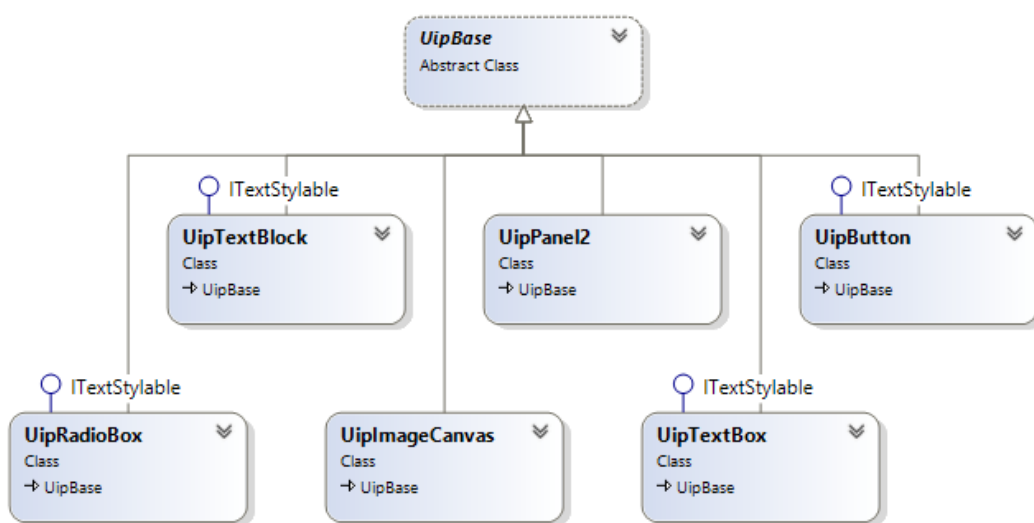 UipBase
Abstract Class
ITextStylable
ITextStylable
UipTextBlock
Class
UipBase
UipPanel2
Class
UipBase
UipButton
Class
UipBase
ITextStylable
ITextStylable
UipRadioBox
Class
UipBase
UipImageCanvas
Class
UipBase
UipTextBox
Class
UipBase